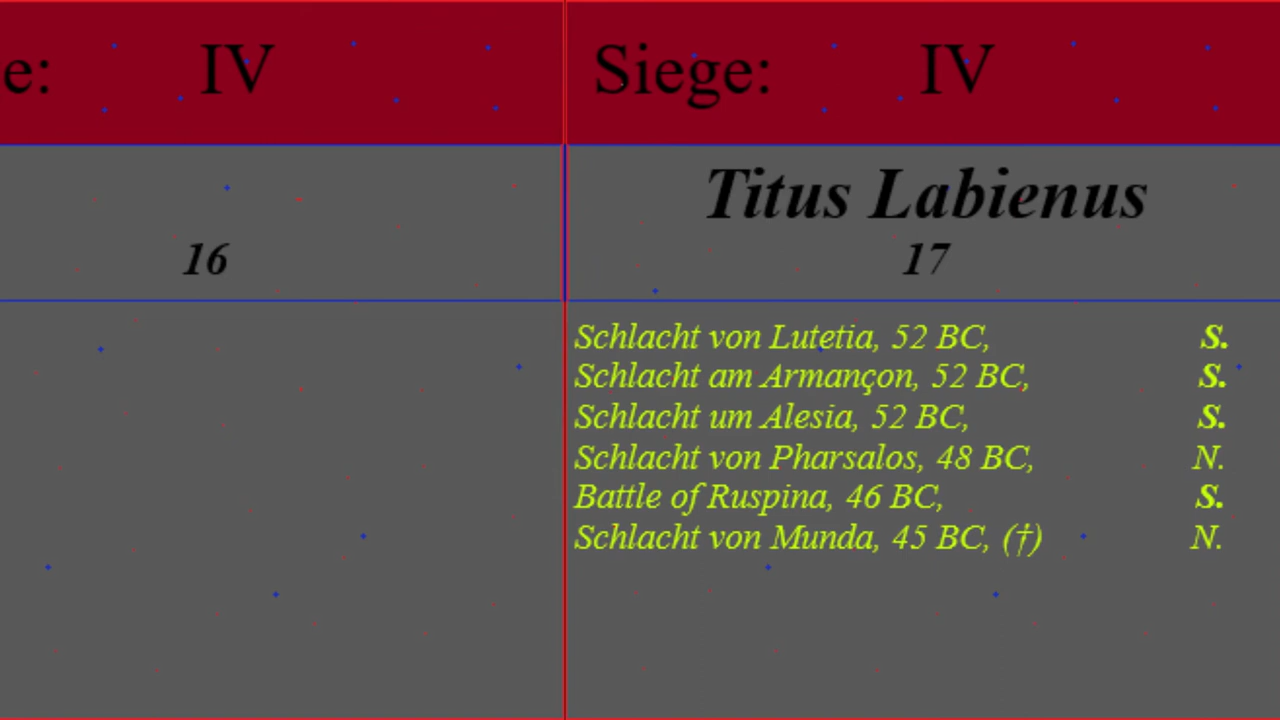 e: IV
16
Siege: IV
Titus Labienus
17
Schlacht von Lutetia, 52 BC, S.
Schlacht am Armançon, 52 BC, S.
Schlacht um Alesia, 52 BC, S.
Schlacht von Pharsalos, 48 BC, N.
Battle of Ruspina, 46 BC, S.
Schlacht von Munda, 45 BC, (†) N.